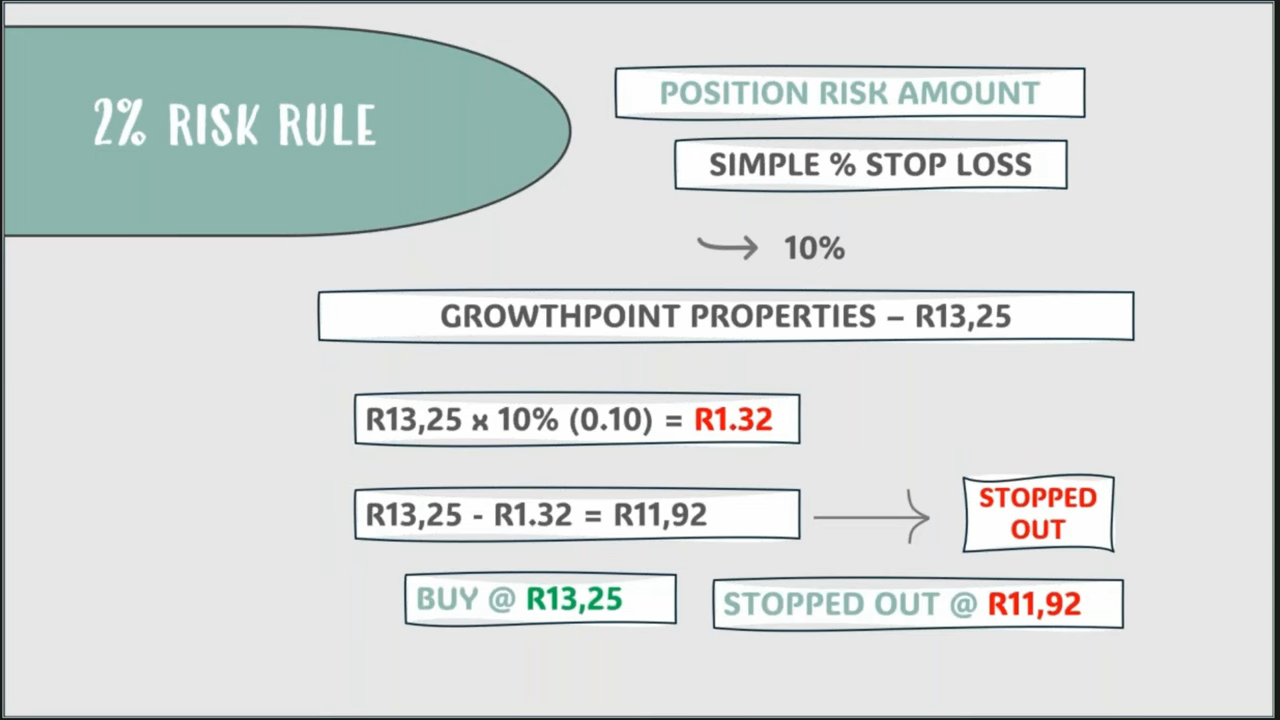 2% RISK RULE
POSITION RISK AMOUNT
SIMPLE % STOP LOSS
10%
GROWTHPOINT PROPERTIES – R13,25
R13,25 x 10% (0.10) = R1.32
R13,25 - R1.32 = R11,92
STOPPED
OUT
BUY @ R13,25
STOPPED OUT @ R11,92